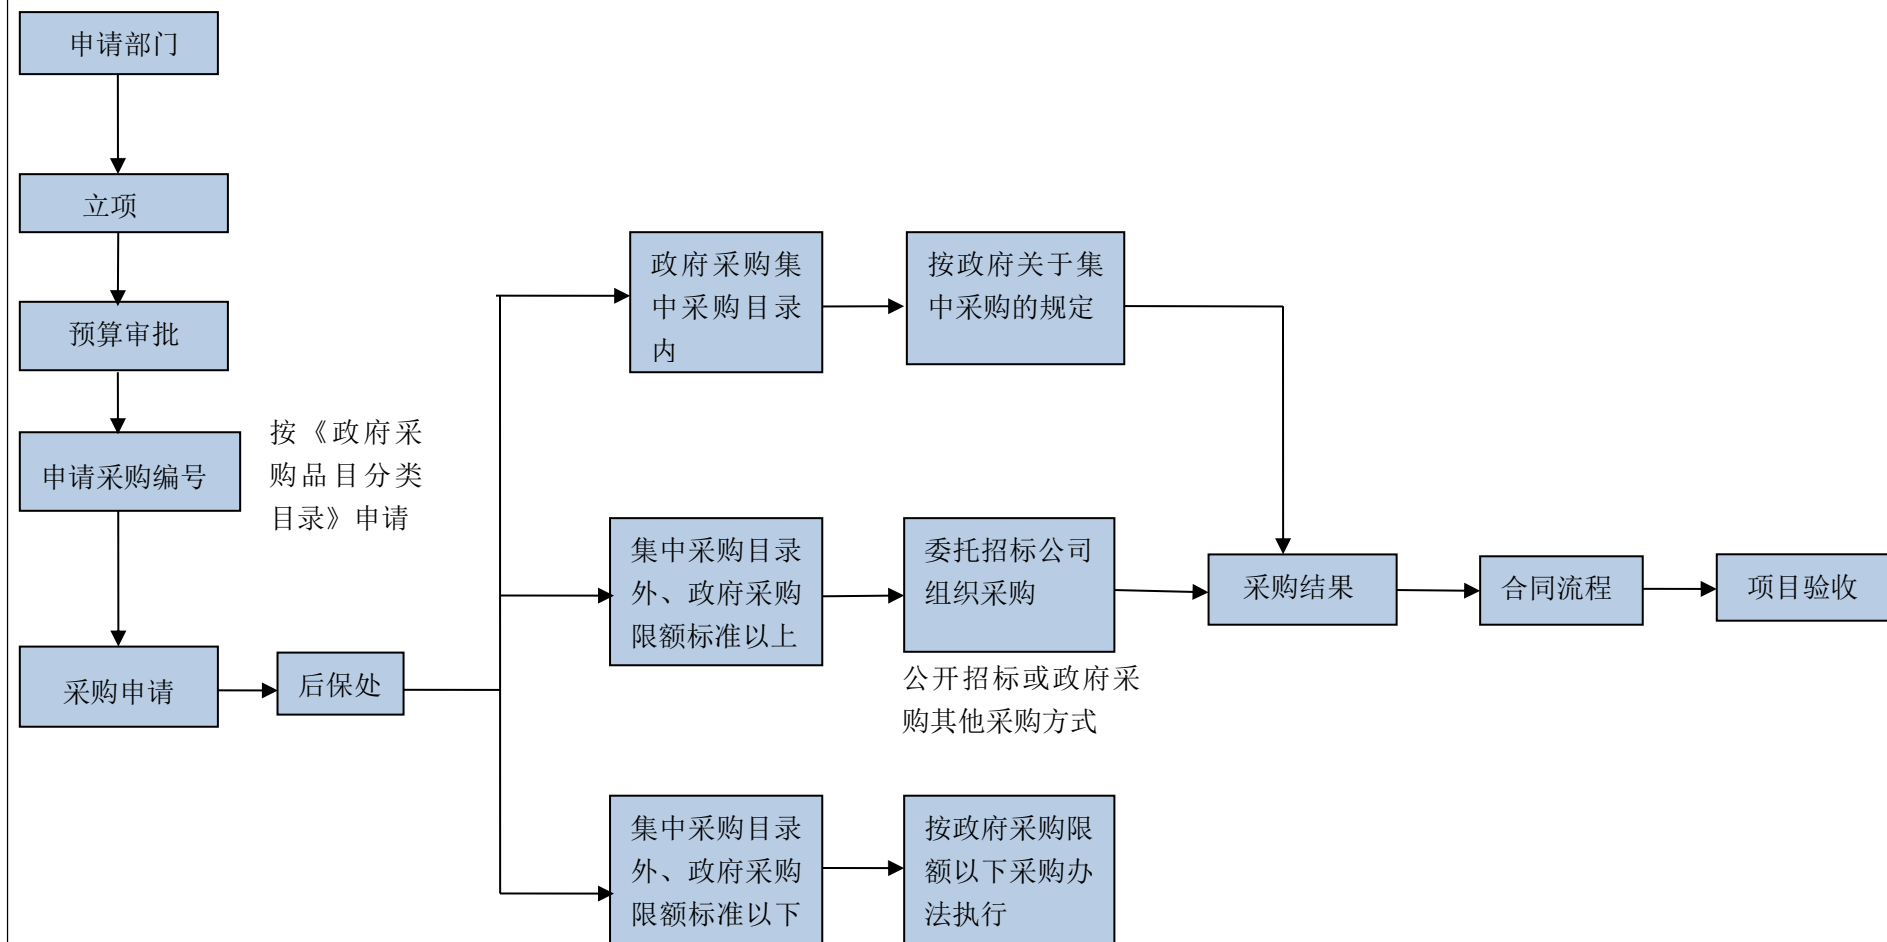 申请部门
立项
预算审批
申请采购编号
按《政府采
购品目分类
目录》申请
采购申请
后保处
政府采购集
中采购目录
内
按政府关于集
中采购的规定
集中采购目录
外、政府采购
限额标准以上
委托招标公司
组织采购
公开招标或政府采
购其他采购方式
集中采购目录
外、政府采购
限额标准以下
按政府采购限
额以下采购办
法执行
采购结果
合同流程
项目验收